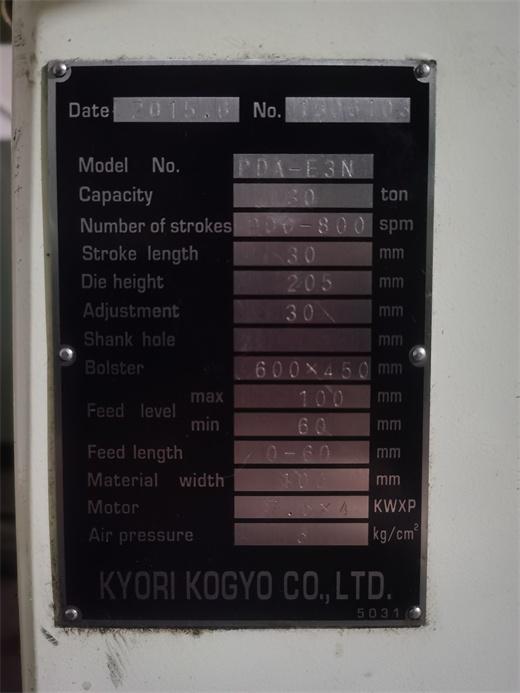 Date 2015.6 No.
Model No. PDA-E3N
Capacity 30 ton
Number of strokes 200-800 spm
Stroke length 30 mm
Die height 205 mm
Adjustment 30 mm
Shank hole mm
Bolster 600×450 mm
Feed level max 100 mm
min 60 mm
Feed length 0-60 mm
Material width 100 mm
Motor KWXP
Air pressure kg/cm²
KYORI KOGYO CO.,LTD.